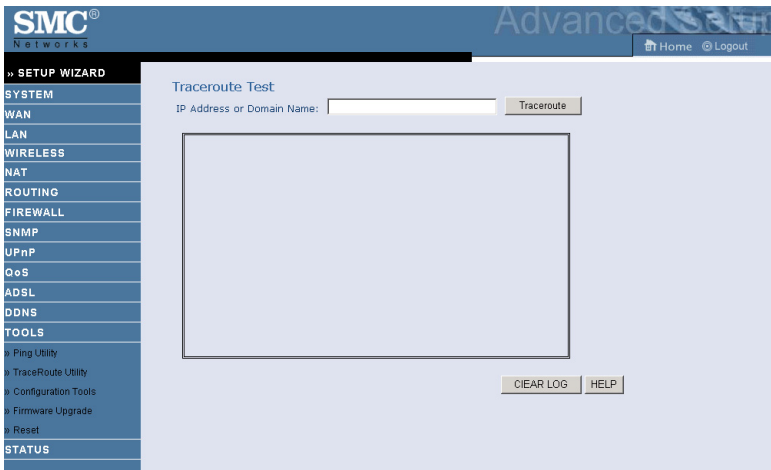 SMC®
Networks
Advanced Setup
Home Logout
» SETUP WIZARD
SYSTEM
WAN
LAN
WIRELESS
NAT
ROUTING
FIREWALL
SNMP
UPnP
QoS
ADSL
DDNS
TOOLS
» Ping Utility
» TraceRoute Utility
» Configuration Tools
» Firmware Upgrade
» Reset
STATUS
Traceroute Test
IP Address or Domain Name:
Traceroute
ClEAR LOG HELP